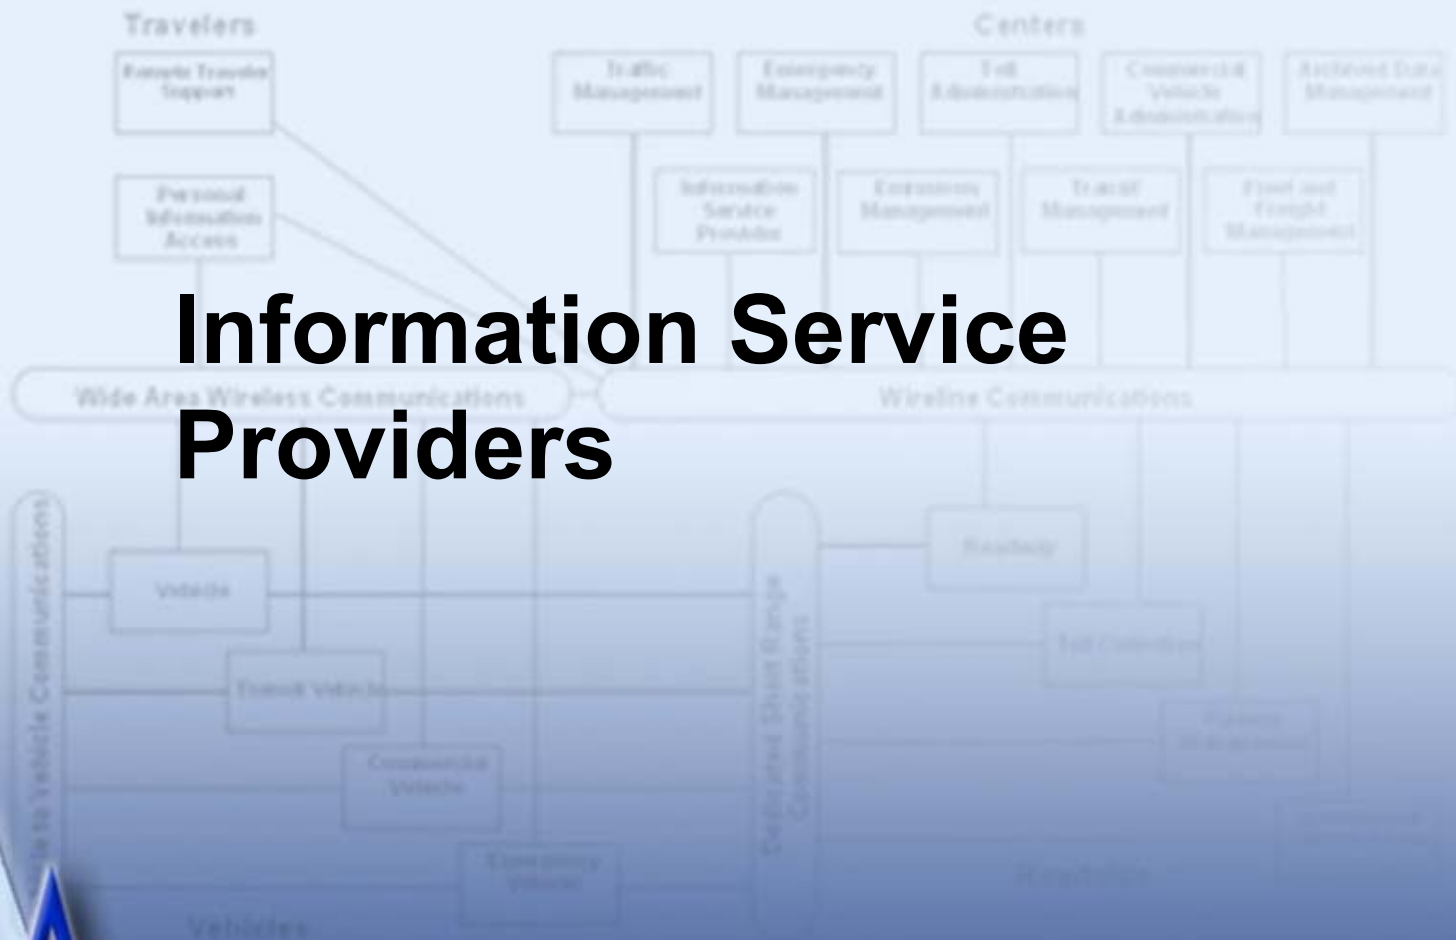 Travelers
Centers
Remote Traveler
Support
Traffic
Management
Emergency
Management
Toll
Administration
Commercial
Vehicle
Administration
Archived Data
Management
Personal
Information
Access
Information
Service
Provider
Emissions
Management
Transit
Management
Fleet and
Freight
Management
Information Service
Providers
Wide Area Wireless Communications
Wireline Communications
Vehicle to Vehicle Communications
Dedicated Short Range
Communications
Roadway
Vehicle
Toll Collection
Transit Vehicle
Parking
Management
Commercial
Vehicle
Emergency
Vehicle
Roadside
Vehicles